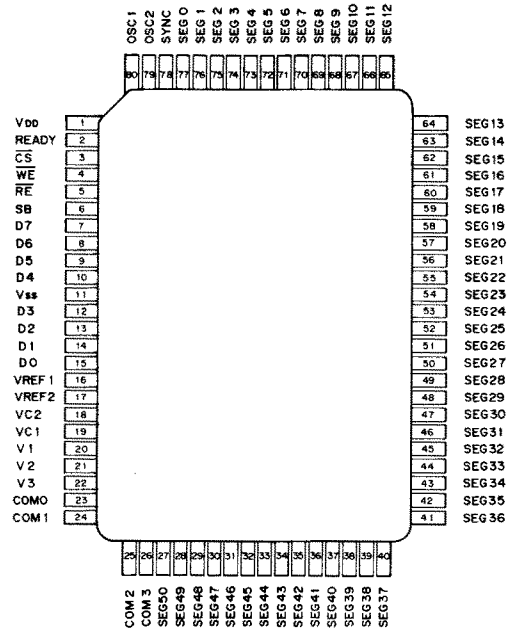 OSC1 OSC2 SYNC SEG0 SEG1 SEG2 SEG3 SEG4 SEG5 SEG6 SEG7 SEG8 SEG9 SEG10 SEG11 SEG12
80 79 78 77 76 75 74 73 72 71 70 69 68 67 66 65
VDD 1 64 SEG13
READY 2 63 SEG14
C̅S̅ 3 62 SEG15
W̅E̅ 4 61 SEG16
R̅E̅ 5 60 SEG17
SB 6 59 SEG18
D7 7 58 SEG19
D6 8 57 SEG20
D5 9 56 SEG21
D4 10 55 SEG22
Vss 11 54 SEG23
D3 12 53 SEG24
D2 13 52 SEG25
D1 14 51 SEG26
D0 15 50 SEG27
VREF1 16 49 SEG28
VREF2 17 48 SEG29
VC2 18 47 SEG30
VC1 19 46 SEG31
V1 20 45 SEG32
V2 21 44 SEG33
V3 22 43 SEG34
COM0 23 42 SEG35
COM1 24 41 SEG36
25 26 27 28 29 30 31 32 33 34 35 36 37 38 39 40
COM2 COM3 SEG50 SEG49 SEG48 SEG47 SEG46 SEG45 SEG44 SEG43 SEG42 SEG41 SEG40 SEG39 SEG38 SEG37